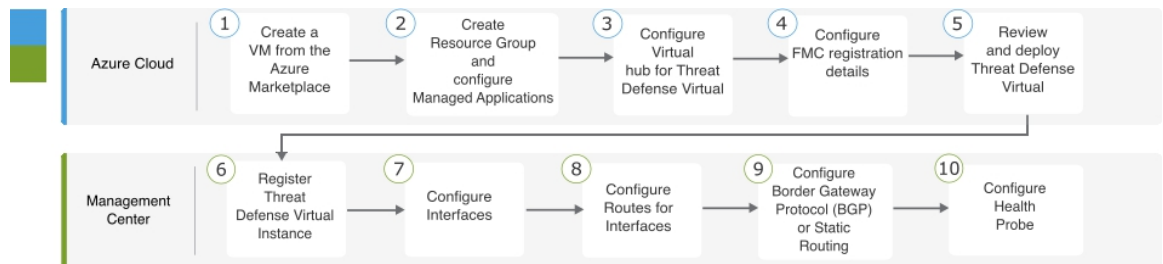 Azure Cloud
1
Create a
VM from the
Azure
Marketplace
2
Create
Resource Group
and
configure
Managed Applications
3
Configure
Virtual
hub for Threat
Defense Virtual
4
Configure
FMC registration
details
5
Review
and deploy
Threat Defense
Virtual
Management
Center
6
Register
Threat
Defense Virtual
Instance
7
Configure
Interfaces
8
Configure
Routes for
Interfaces
9
Configure
Border Gateway
Protocol (BGP)
or Static
Routing
10
Configure
Health
Probe